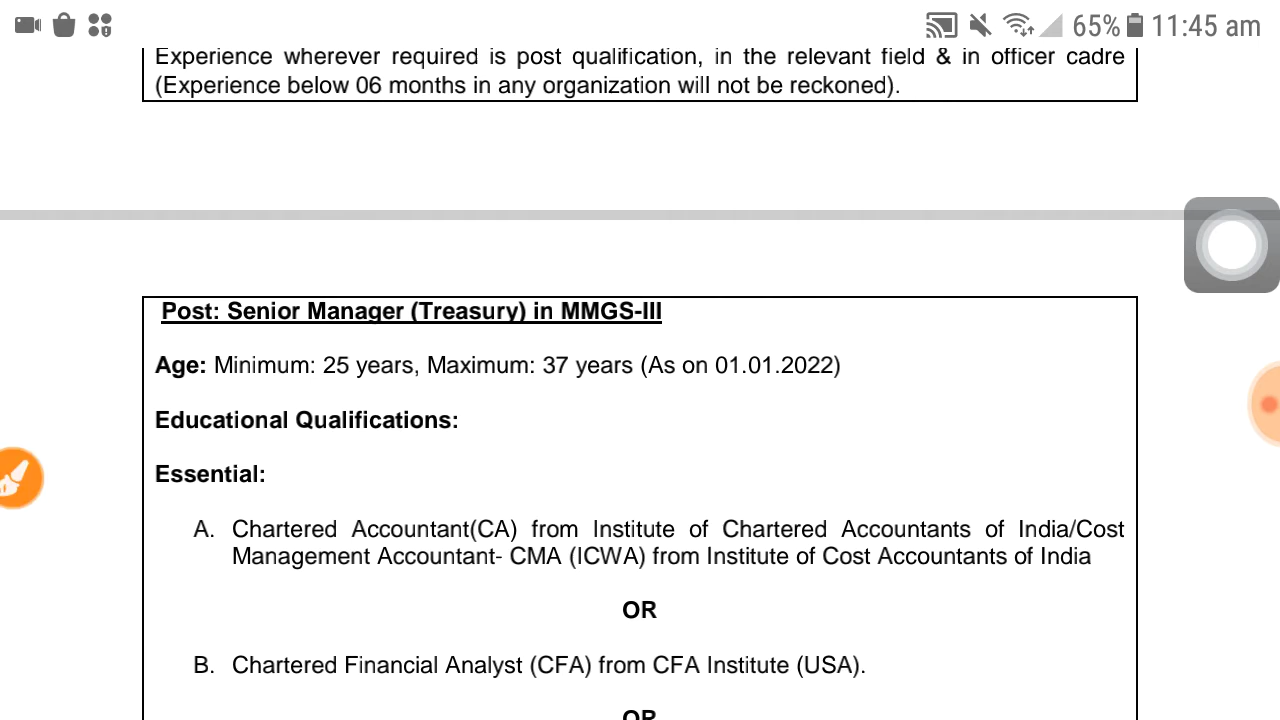 65% 11:45 am
Experience wherever required is post qualification, in the relevant field & in officer cadre
(Experience below 06 months in any organization will not be reckoned).
Post: Senior Manager (Treasury) in MMGS-III
Age: Minimum: 25 years, Maximum: 37 years (As on 01.01.2022)
Educational Qualifications:
Essential:
A. Chartered Accountant(CA) from Institute of Chartered Accountants of India/Cost
Management Accountant- CMA (ICWA) from Institute of Cost Accountants of India
OR
B. Chartered Financial Analyst (CFA) from CFA Institute (USA).
OR